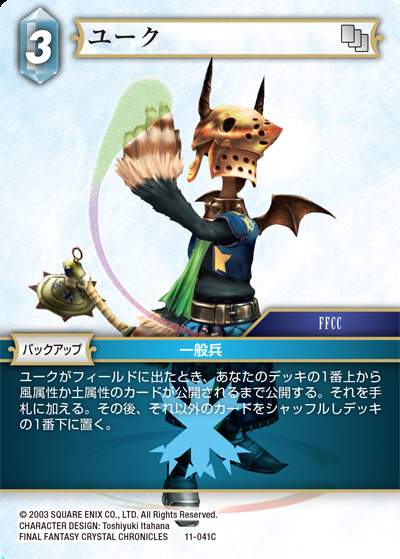 3
ユーク
FFCC
バックアップ
一般兵
ユークがフィールドに出たとき、あなたのデッキの1番上から
風属性か土属性のカードが公開されるまで公開する。それを手
札に加える。その後、それ以外のカードをシャッフルしデッキ
の1番下に置く。
© 2003 SQUARE ENIX CO., LTD. All Rights Reserved.
CHARACTER DESIGN: Toshiyuki Itahana
FINAL FANTASY CRYSTAL CHRONICLES 11-041C